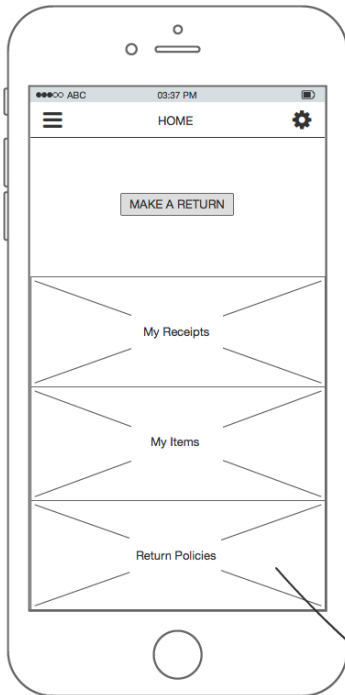 ABC 03:37 PM
HOME
MAKE A RETURN
My Receipts
My Items
Return Policies